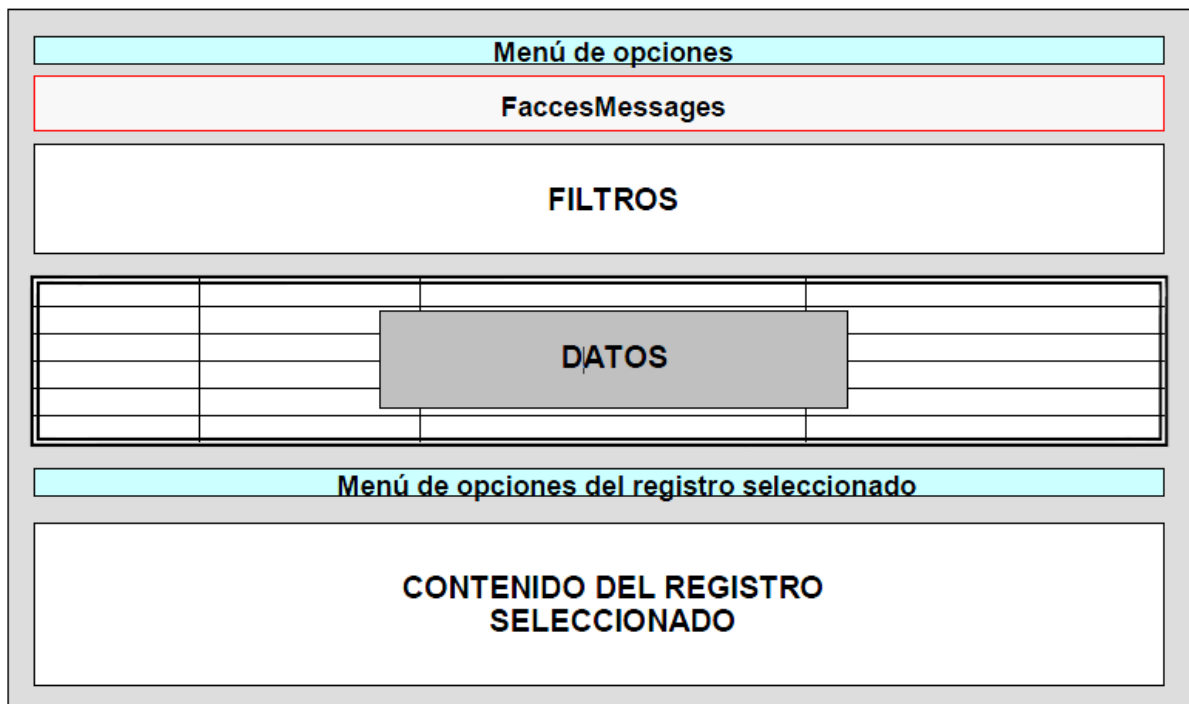 Menú de opciones
FaccesMessages
FILTROS
DATOS
Menú de opciones del registro seleccionado
CONTENIDO DEL REGISTRO
SELECCIONADO